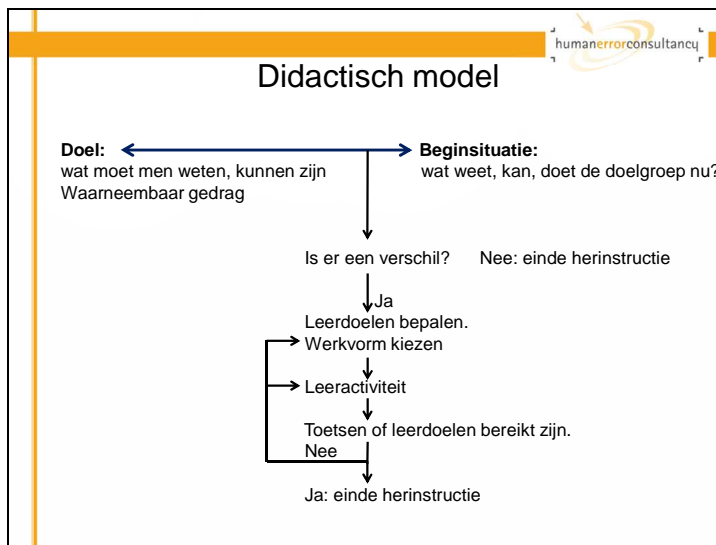 humanerrorconsultancy
Didactisch model
Doel:
wat moet men weten, kunnen zijn
Waarneembaar gedrag
Beginsituatie:
wat weet, kan, doet de doelgroep nu?
Is er een verschil? Nee: einde herinstructie
Ja
Leerdoelen bepalen.
Werkvorm kiezen
Leeractiviteit
Toetsen of leerdoelen bereikt zijn.
Nee
Ja: einde herinstructie